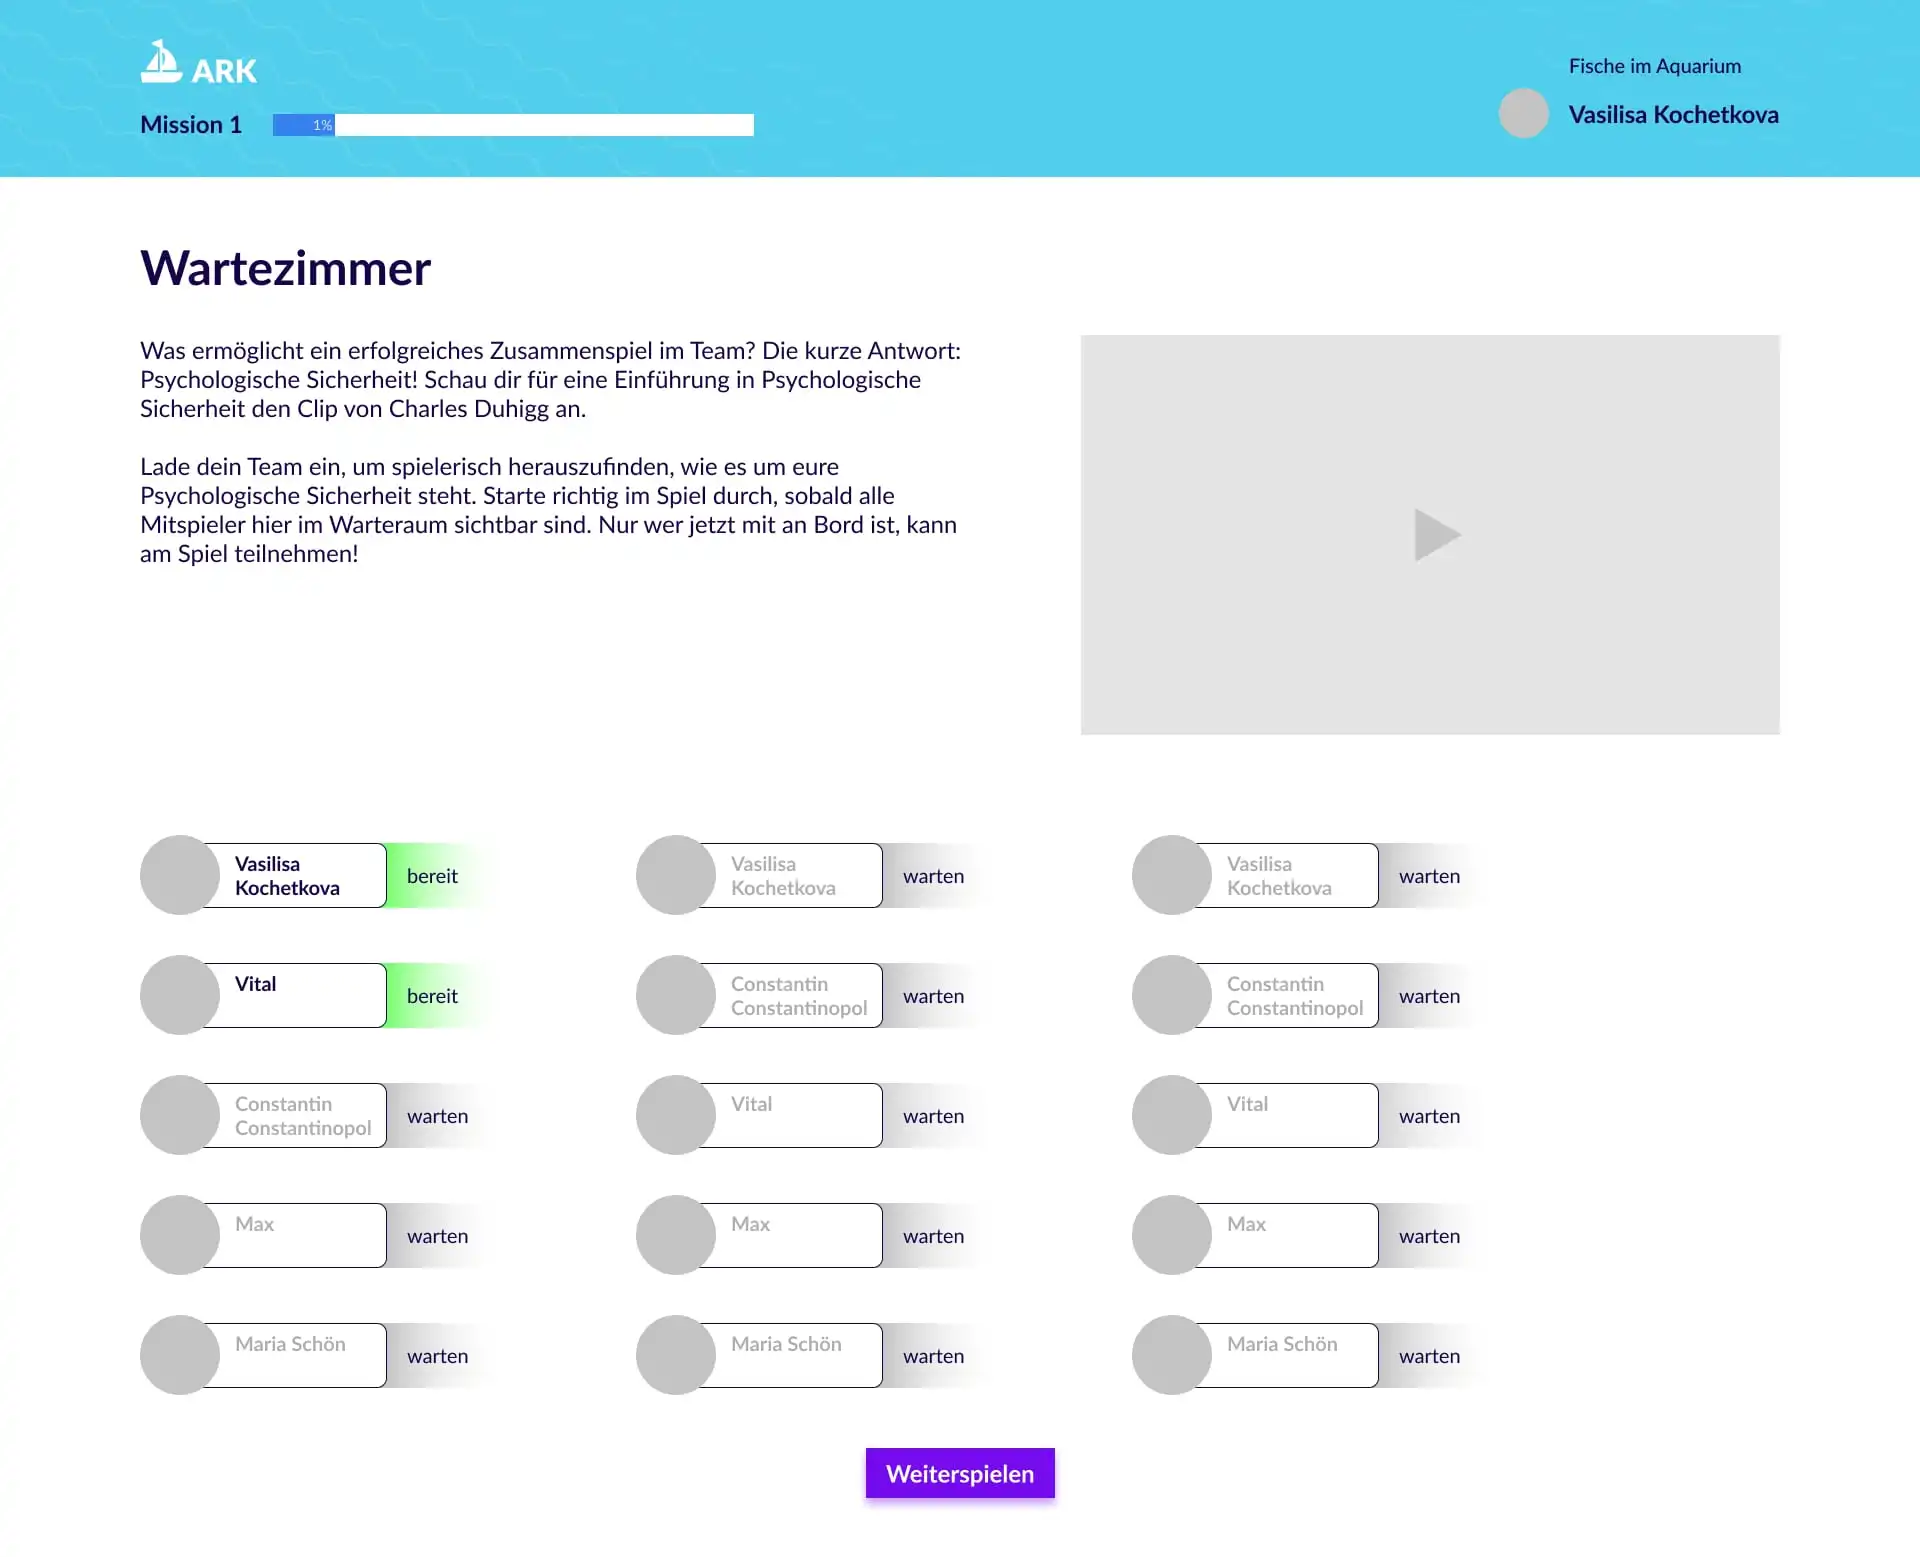 ARK
Mission 1
1%
Fische im Aquarium
Vasilisa Kochetkova
Wartezimmer
Was ermöglicht ein erfolgreiches Zusammenspiel im Team? Die kurze Antwort:
Psychologische Sicherheit! Schau dir für eine Einführung in Psychologische
Sicherheit den Clip von Charles Duhigg an.
Lade dein Team ein, um spielerisch herauszufinden, wie es um eure
Psychologische Sicherheit steht. Starte richtig im Spiel durch, sobald alle
Mitspieler hier im Warteraum sichtbar sind. Nur wer jetzt mit an Bord ist, kann
am Spiel teilnehmen!
Vasilisa
Kochetkova
bereit
Vasilisa
Kochetkova
warten
Vasilisa
Kochetkova
warten
Vital
bereit
Constantin
Constantinopol
warten
Constantin
Constantinopol
warten
Constantin
Constantinopol
warten
Vital
warten
Vital
warten
Max
warten
Max
warten
Max
warten
Maria Schön
warten
Maria Schön
warten
Maria Schön
warten
Weiterspielen